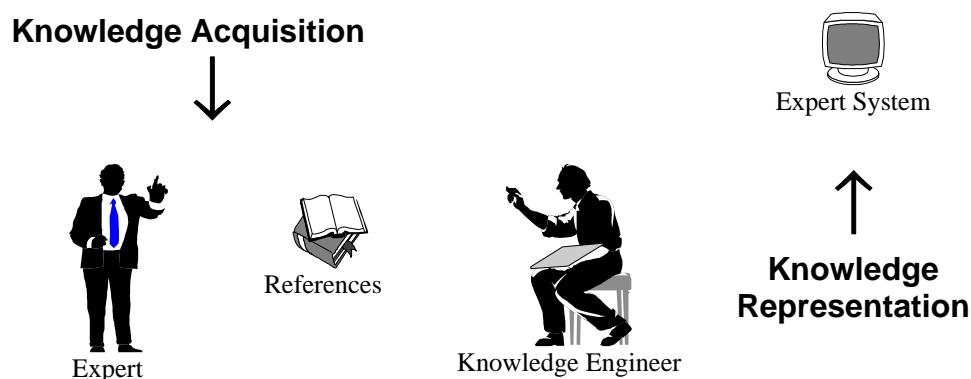 Knowledge Acquisition
Expert System
References
Knowledge
Representation
Expert
Knowledge Engineer